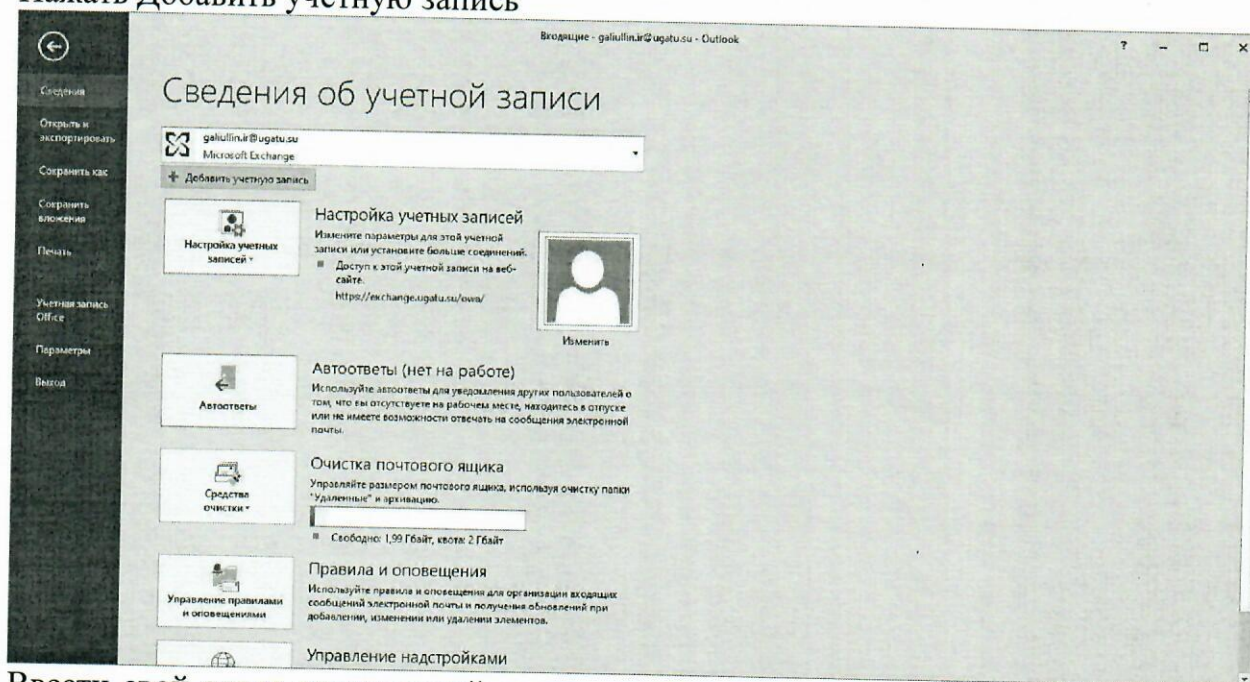 Нажать Добавить учетную запись
Входящие - galiullin.ir@ugatu.su - Outlook
? – □ ×
Сведения
Открыть и
экспортировать
Сохранить как
Сохранить
вложения
Печать
Учетная запись
Office
Параметры
Выход
Сведения об учетной записи
galiullin.ir@ugatu.su
Microsoft Exchange
+ Добавить учетную запись
Настройка учетных
записей
Настройка учетных записей
Измените параметры для этой учетной
записи или установите больше соединений.
Доступ к этой учетной записи на веб-
сайте.
https://exchange.ugatu.su/owa/
Изменить
Автоответы
Автоответы (нет на работе)
Используйте автоответы для уведомления других пользователей о
том, что вы отсутствуете на рабочем месте, находитесь в отпуске
или не имеете возможности отвечать на сообщения электронной
почты.
Средства
очистки
Очистка почтового ящика
Управляйте размером почтового ящика, используя очистку папки
"Удаленные" и архивацию.
Свободно: 1,99 Гбайт, квота: 2 Гбайт
Управление правилами
и оповещениями
Правила и оповещения
Используйте правила и оповещения для организации входящих
сообщений электронной почты и получения обновлений при
добавлении, изменении или удалении элементов.
Управление надстройками
Ввести свой